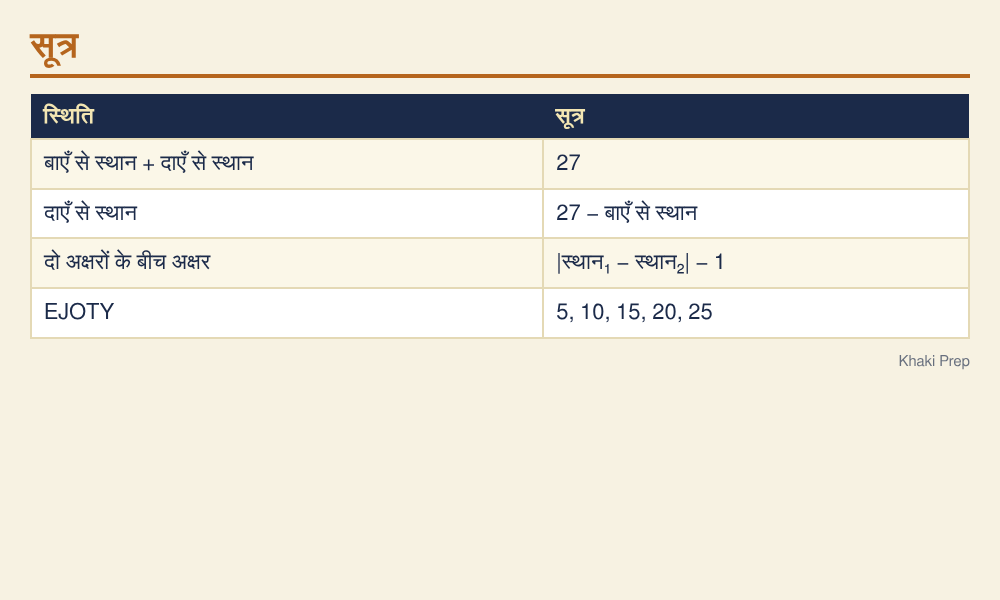 सूत्र
स्थिति सूत्र
बाएँ से स्थान + दाएँ से स्थान 27
दाएँ से स्थान 27 − बाएँ से स्थान
दो अक्षरों के बीच अक्षर |स्थान₁ − स्थान₂| − 1
EJOTY 5, 10, 15, 20, 25
Khaki Prep